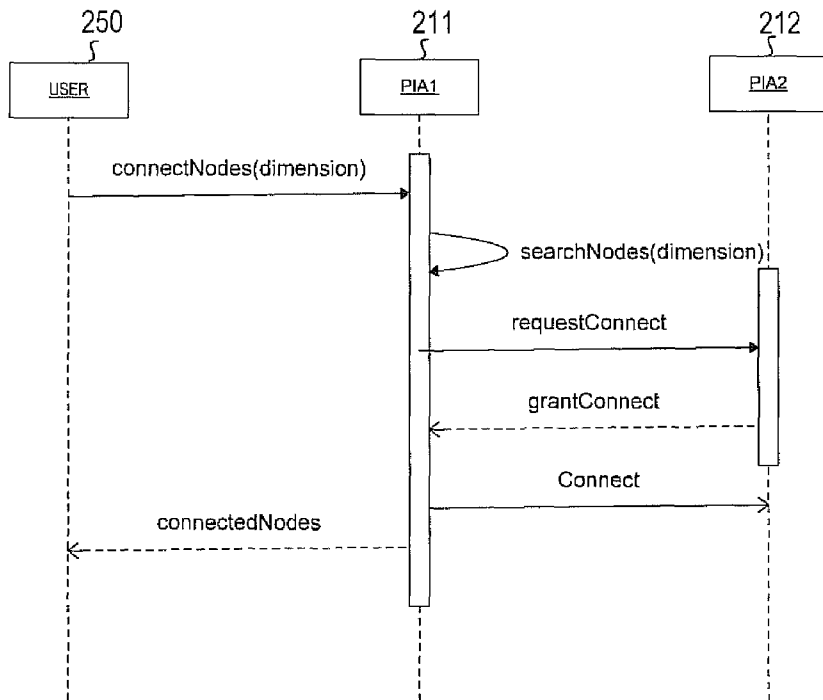 250
211
212
USER
PIA1
PIA2
connectNodes(dimension)
searchNodes(dimension)
requestConnect
grantConnect
Connect
connectedNodes